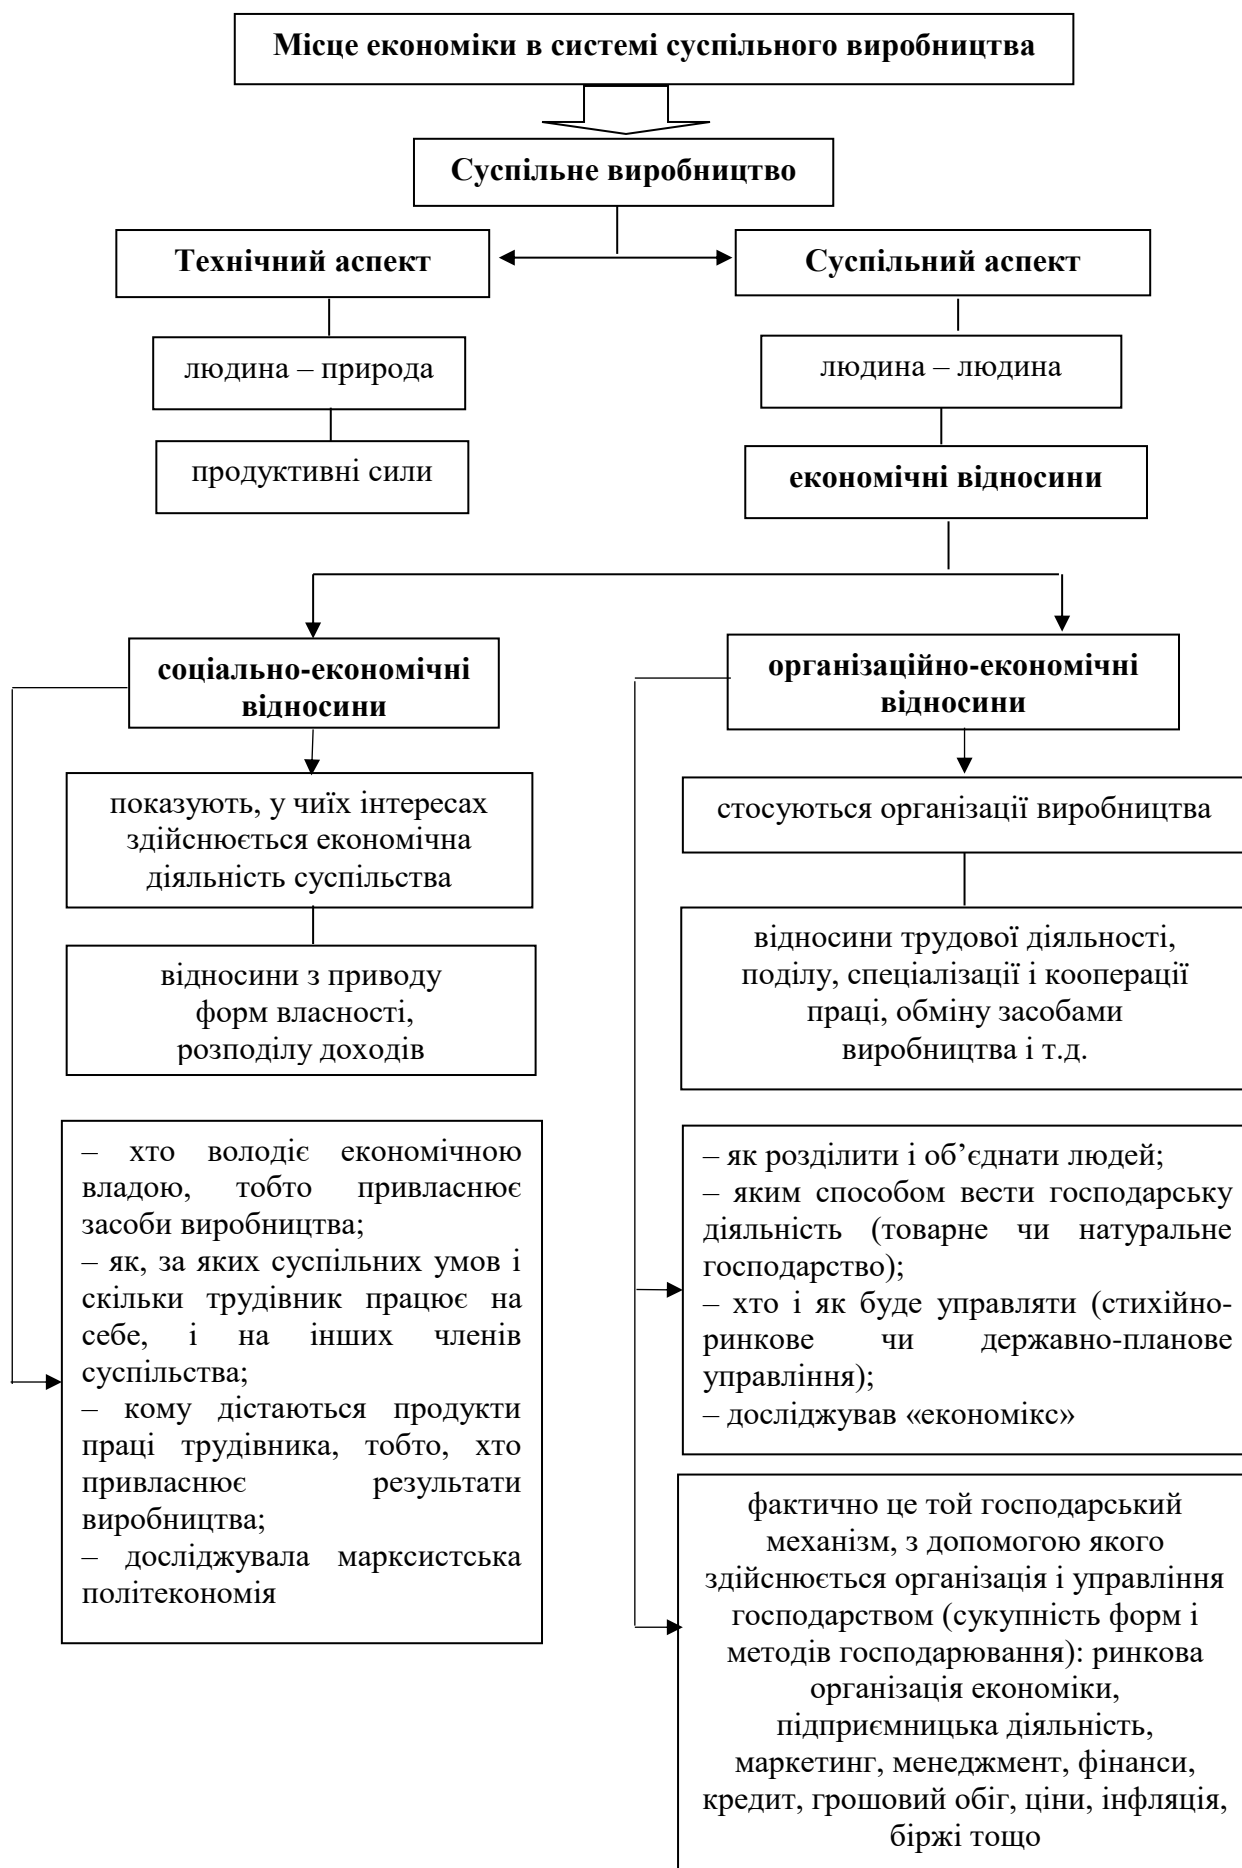 Місце економіки в системі суспільного виробництва
Суспільне виробництво
Технічний аспект
Суспільний аспект
людина – природа
людина – людина
продуктивні сили
економічні відносини
соціально-економічні
відносини
організаційно-економічні
відносини
показують, у чиїх інтересах
здійснюється економічна
діяльність суспільства
стосуються організації виробництва
відносини з приводу
форм власності,
розподілу доходів
відносини трудової діяльності,
поділу, спеціалізації і кооперації
праці, обміну засобами
виробництва і т.д.
– хто володіє економічною
владою, тобто привласнює
засоби виробництва;
– як, за яких суспільних умов і
скільки трудівник працює на
себе, і на інших членів
суспільства;
– кому дістаються продукти
праці трудівника, тобто, хто
привласнює результати
виробництва;
– досліджувала марксистська
політекономія
– як розділити і об’єднати людей;
– яким способом вести господарську
діяльність (товарне чи натуральне
господарство);
– хто і як буде управляти (стихійно-
ринкове чи державно-планове
управління);
– досліджував «економікс»
фактично це той господарський
механізм, з допомогою якого
здійснюється організація і управління
господарством (сукупність форм і
методів господарювання): ринкова
організація економіки,
підприємницька діяльність,
маркетинг, менеджмент, фінанси,
кредит, грошовий обіг, ціни, інфляція,
біржі тощо